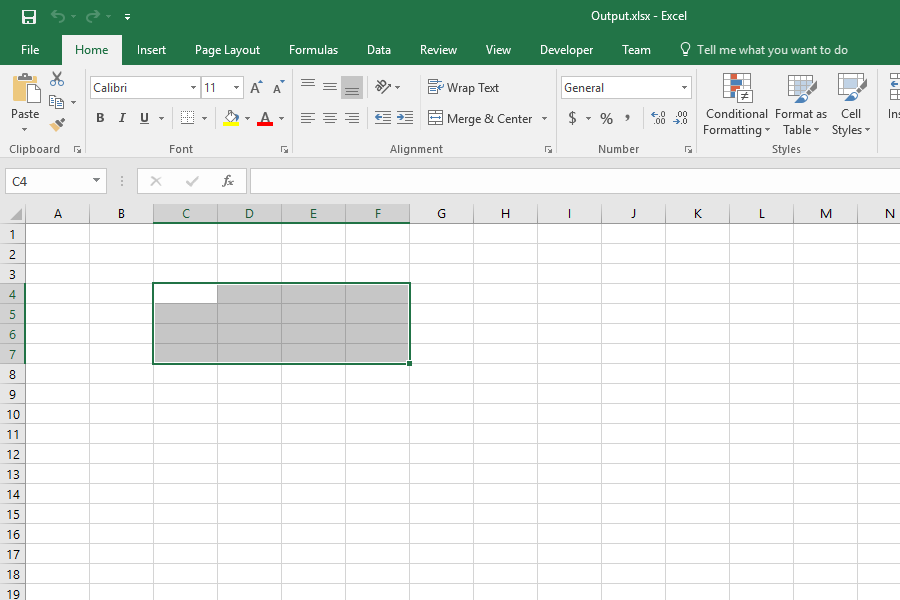 Output.xlsx - Excel
File Home Insert Page Layout Formulas Data Review View Developer Team Tell me what you want to do
Paste
Clipboard
Calibri 11
B I U A
Font
Wrap Text
Merge & Center
Alignment
General
$ % , .00 .00
Number
Conditional Formatting
Format as Table
Cell Styles
Styles
C4 fx
A B C D E F G H I J K L M N
1
2
3
4
5
6
7
8
9
10
11
12
13
14
15
16
17
18
19